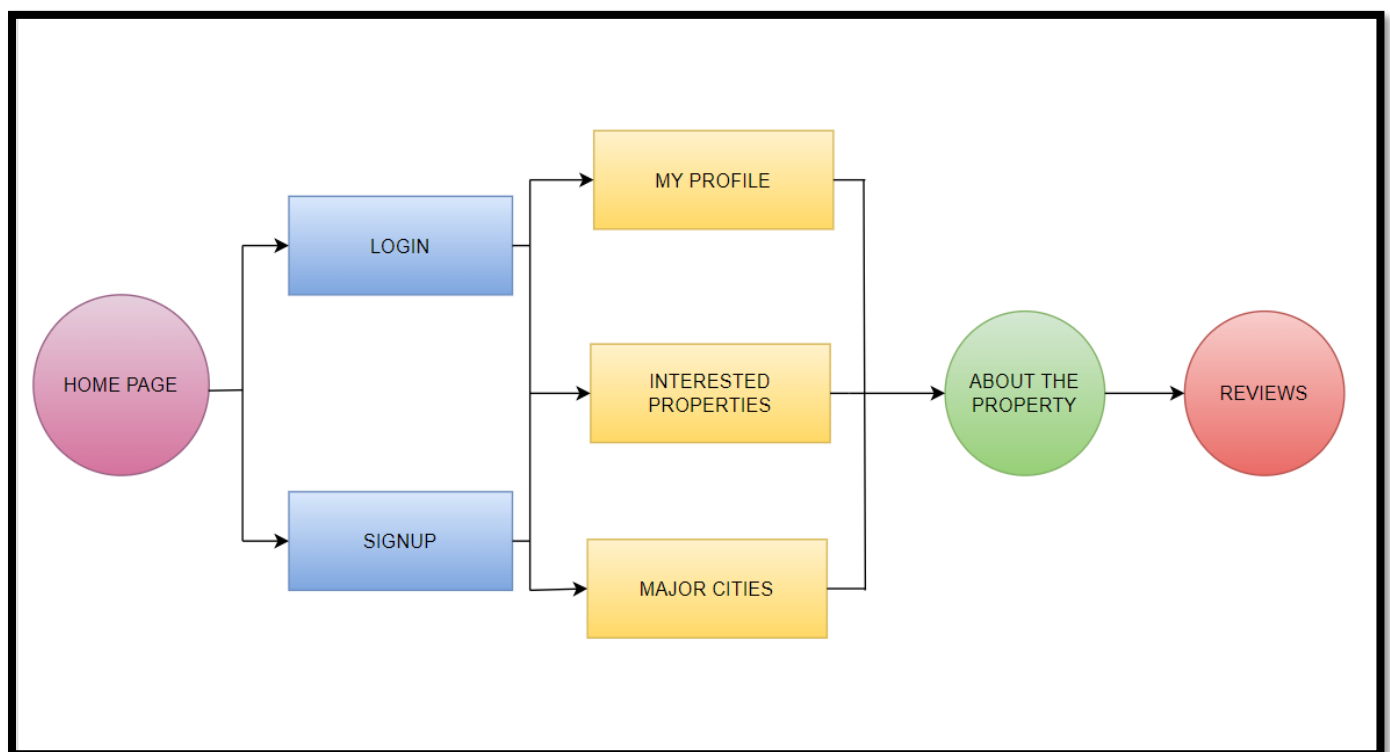 HOME PAGE
LOGIN
SIGNUP
MY PROFILE
INTERESTED
PROPERTIES
MAJOR CITIES
ABOUT THE
PROPERTY
REVIEWS